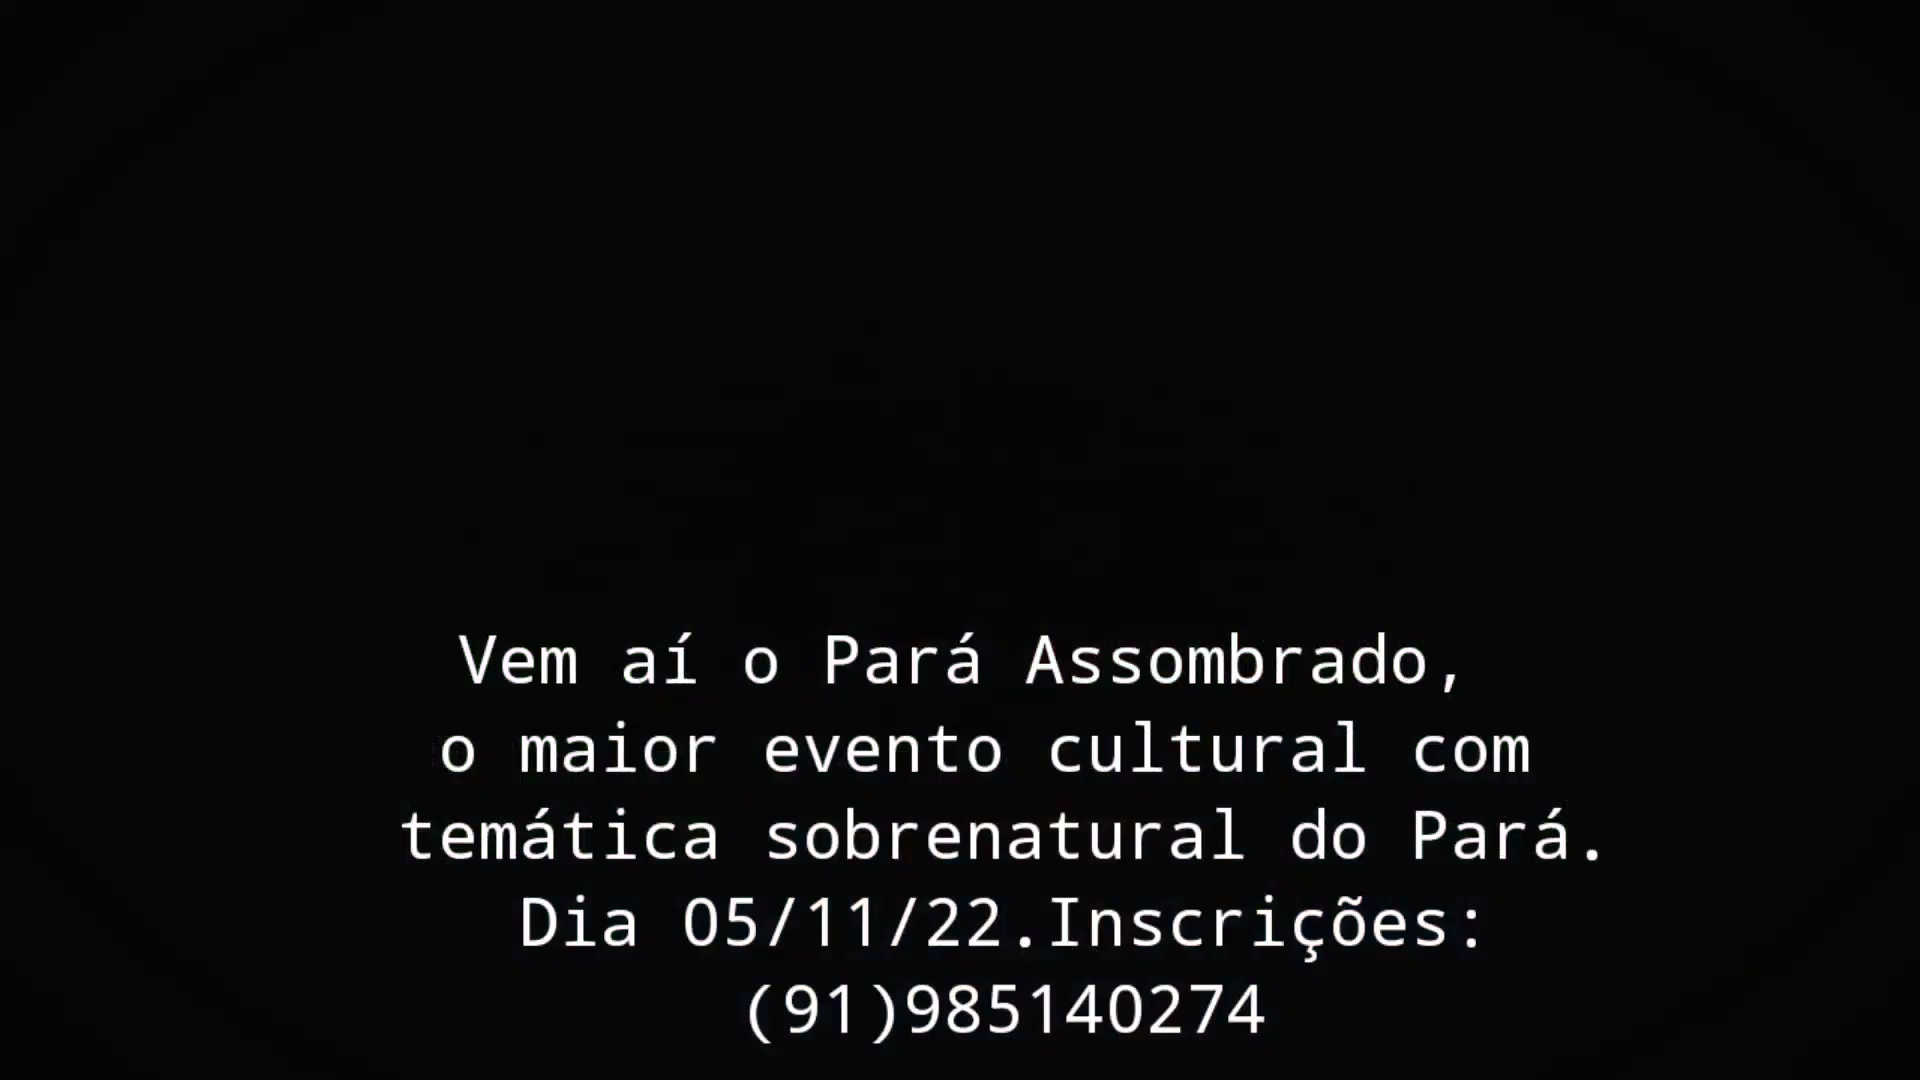 Vem aí o Pará Assombrado,
o maior evento cultural com
temática sobrenatural do Pará.
Dia 05/11/22.Inscrições:
(91)985140274